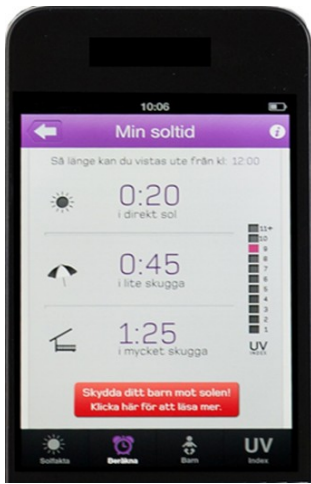 10:06
Min soltid
i
Så länge kan du vistas ute från kl: 12:00
0:20
i direkt sol
0:45
i lite skugga
1:25
i mycket skugga
11+
10
9
8
7
6
5
4
3
2
1
UV
INDEX
Skydda ditt barn mot solen!
Klicka här för att läsa mer.
Solfakta
Beräkna
Barn
UV
Index